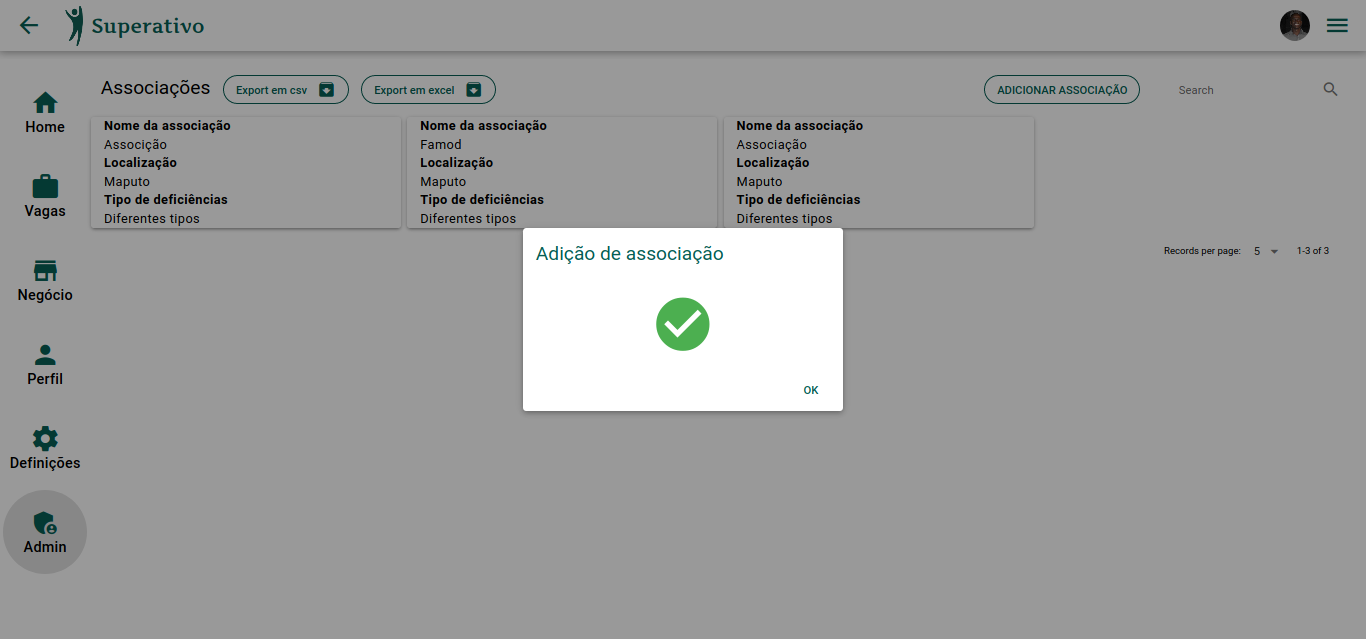 Superativo
Associações
Export em csv
Export em excel
ADICIONAR ASSOCIAÇÃO
Search
Home
Vagas
Negócio
Perfil
Definições
Admin
Nome da associação
Associção
Localização
Maputo
Tipo de deficiências
Diferentes tipos
Nome da associação
Famod
Localização
Maputo
Tipo de deficiências
Diferentes tipos
Nome da associação
Associação
Localização
Maputo
Tipo de deficiências
Diferentes tipos
Records per page: 5 1-3 of 3
Adição de associação
OK